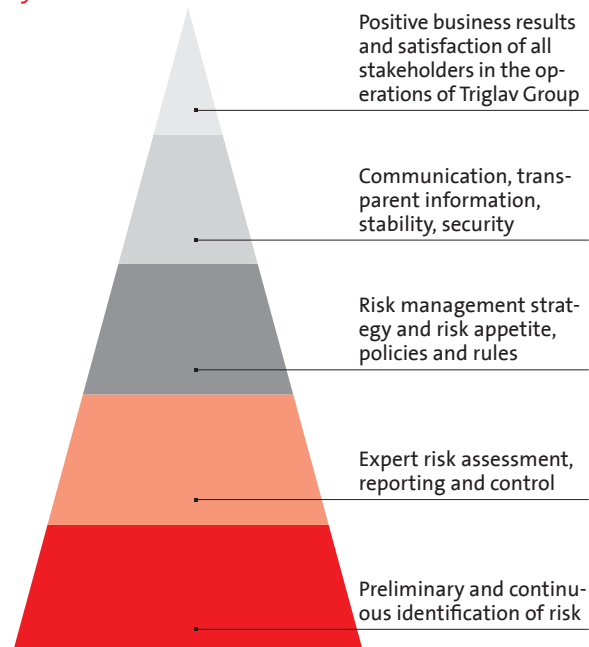 Positive business results
and satisfaction of all
stakeholders in the op-
erations of Triglav Group
Communication, trans-
parent information,
stability, security
Risk management strat-
egy and risk appetite,
policies and rules
Expert risk assessment,
reporting and control
Preliminary and continu-
ous identification of risk